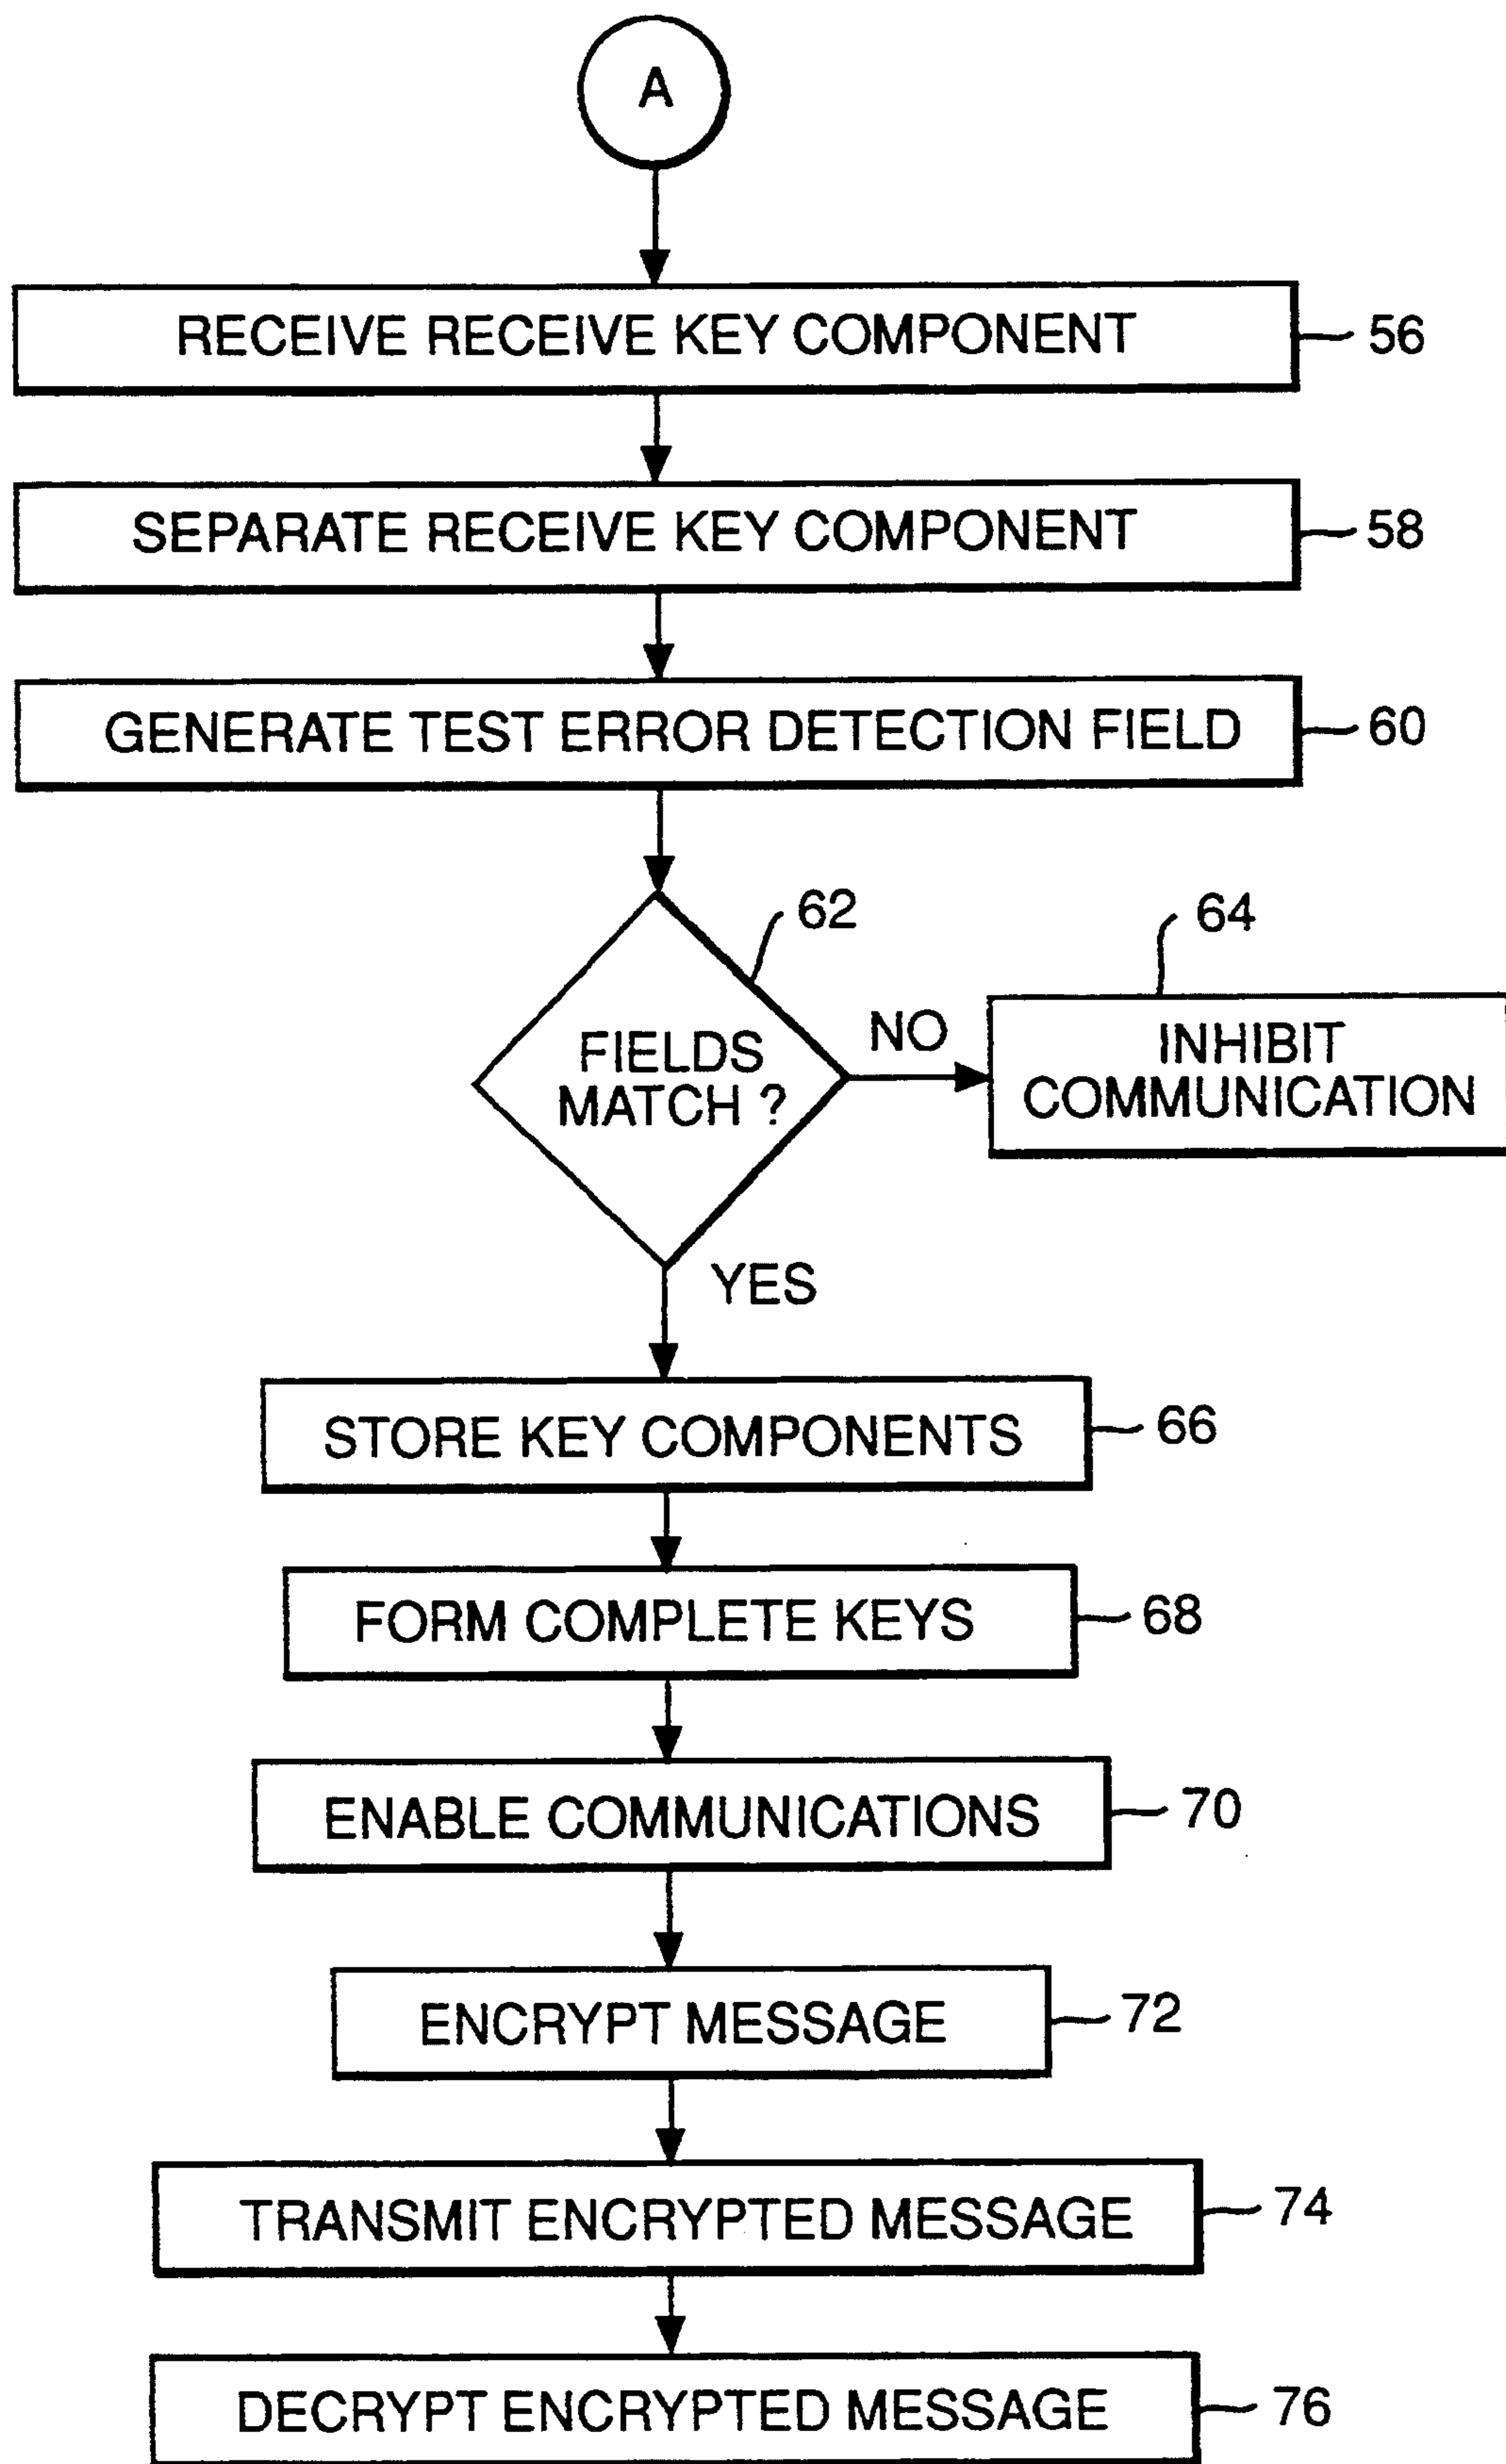 A
RECEIVE RECEIVE KEY COMPONENT
56
SEPARATE RECEIVE KEY COMPONENT
58
GENERATE TEST ERROR DETECTION FIELD
60
62
64
FIELDS
MATCH ?
NO
INHIBIT
COMMUNICATION
YES
STORE KEY COMPONENTS
66
FORM COMPLETE KEYS
68
ENABLE COMMUNICATIONS
70
ENCRYPT MESSAGE
72
TRANSMIT ENCRYPTED MESSAGE
74
DECRYPT ENCRYPTED MESSAGE
76